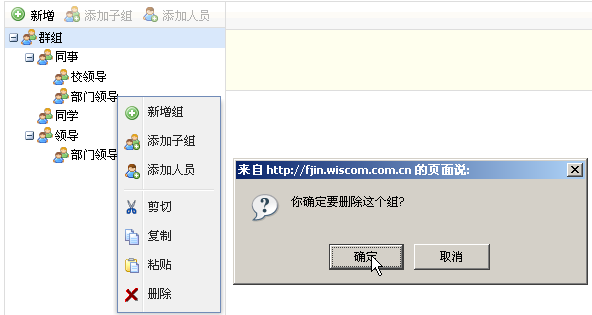 新增 添加子组 添加人员
群组
同事
校领导
部门领导
同学
领导
部门领导
新增组
添加子组
添加人员
剪切
复制
粘贴
删除
来自 http://fjin.wiscom.com.cn 的页面说:
你确定要删除这个组?
确定 取消